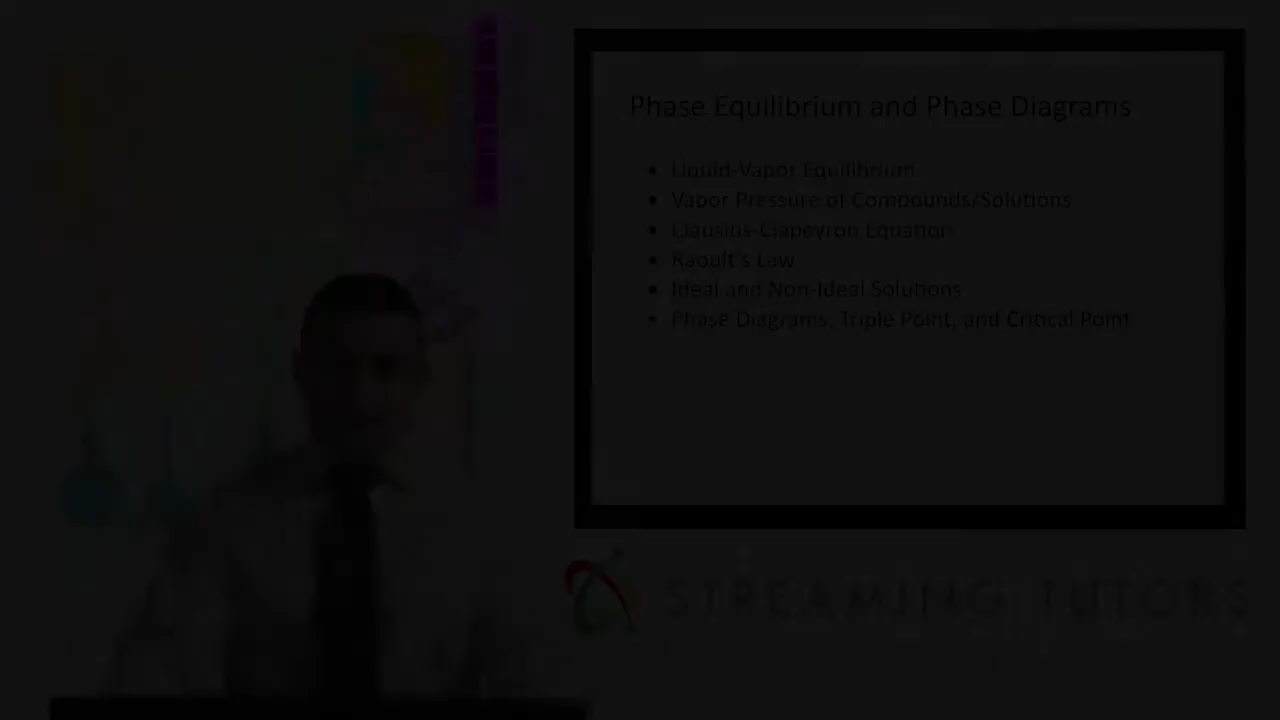 Phase Equilibrium and Phase Diagrams
• Liquid-Vapor Equilibrium
• Vapor Pressure of Compounds/Solutions
• Clausius-Clapeyron Equation
• Raoult's Law
• Ideal and Non-Ideal Solutions
• Phase Diagrams, Triple Point, and Critical Point
STREAMING TUTORS